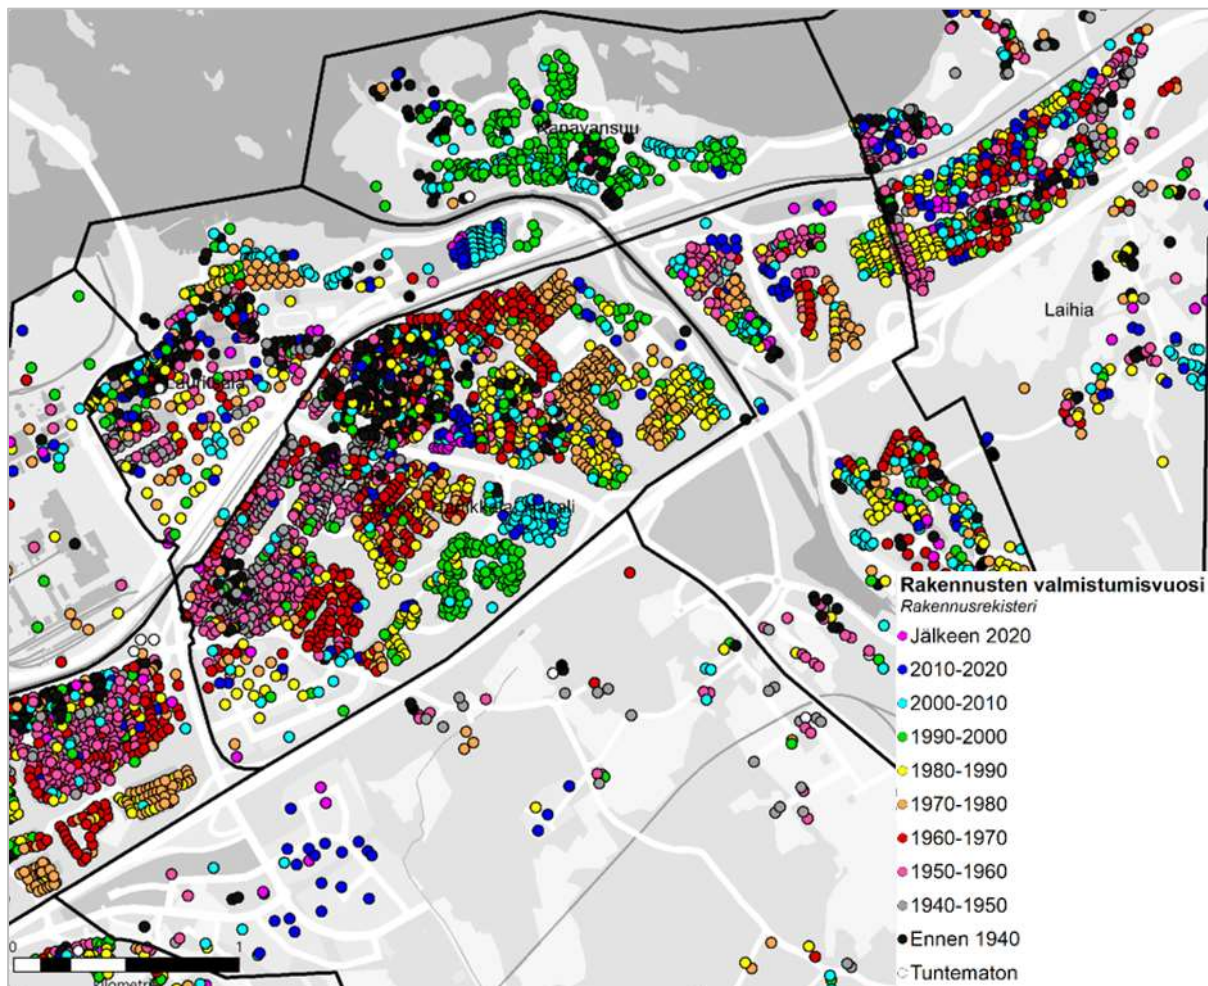 Kanavansuu
Laihia
Lauritsala
Rakennusten valmistumisvuosi
Rakennusrekisteri
Jälkeen 2020
2010-2020
2000-2010
1990-2000
1980-1990
1970-1980
1960-1970
1950-1960
1940-1950
Ennen 1940
Tuntematon
0 1